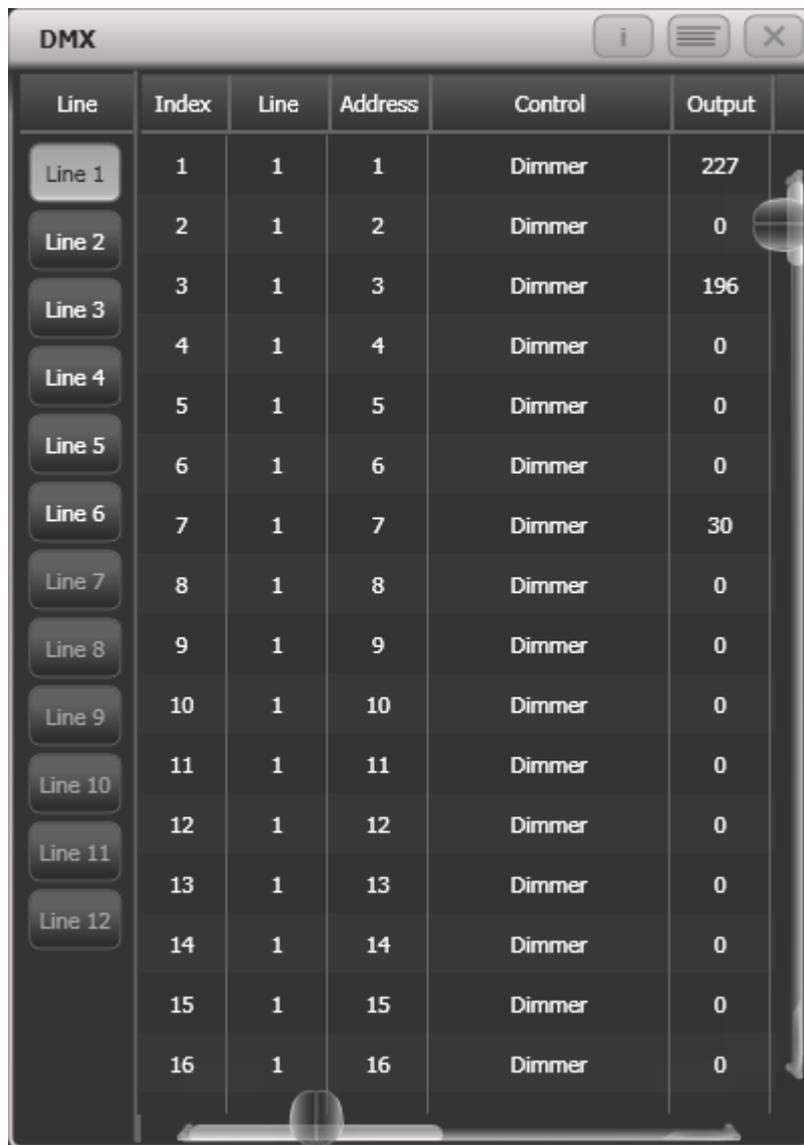 DMX i
Line Index Line Address Control Output
Line 1
Line 2
Line 3
Line 4
Line 5
Line 6
Line 7
Line 8
Line 9
Line 10
Line 11
Line 12
1 1 1 Dimmer 227
2 1 2 Dimmer 0
3 1 3 Dimmer 196
4 1 4 Dimmer 0
5 1 5 Dimmer 0
6 1 6 Dimmer 0
7 1 7 Dimmer 30
8 1 8 Dimmer 0
9 1 9 Dimmer 0
10 1 10 Dimmer 0
11 1 11 Dimmer 0
12 1 12 Dimmer 0
13 1 13 Dimmer 0
14 1 14 Dimmer 0
15 1 15 Dimmer 0
16 1 16 Dimmer 0